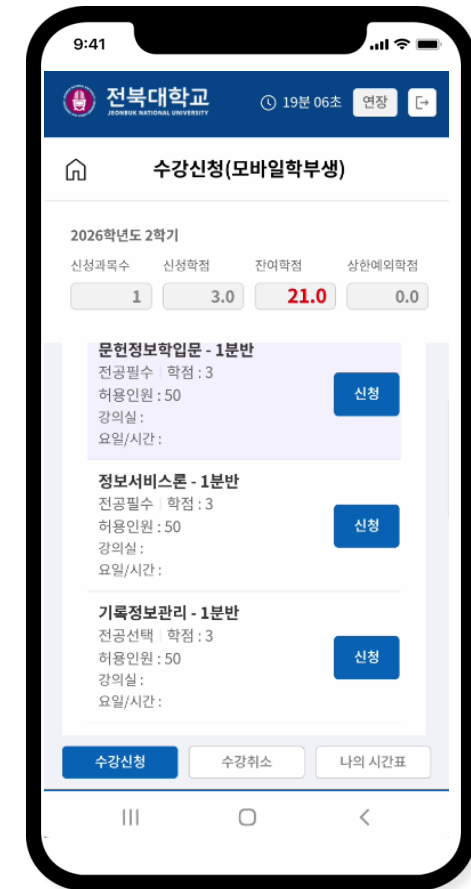 9:41
전북대학교
JEONBUK NATIONAL UNIVERSITY
19분 06초 연장
수강신청(모바일학부생)
2026학년도 2학기
신청과목수 신청학점 잔여학점 상한예외학점
1 3.0 21.0 0.0
문헌정보학입문 - 1분반
전공필수 | 학점 : 3
허용인원 : 50
신청
강의실 :
요일/시간 :
정보서비스론 - 1분반
전공필수 | 학점 : 3
허용인원 : 50
신청
강의실 :
요일/시간 :
기록정보관리 - 1분반
전공선택 | 학점 : 3
허용인원 : 50
신청
강의실 :
요일/시간 :
수강신청 수강취소 나의 시간표